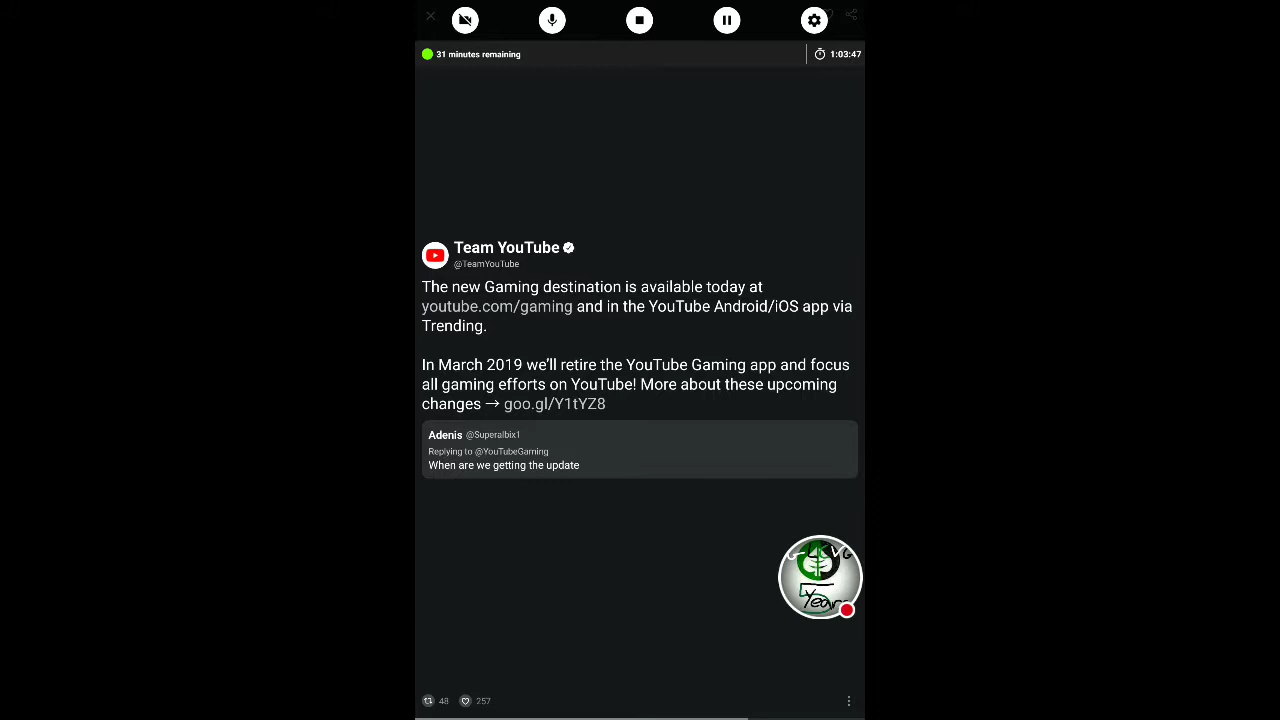 31 minutes remaining
1:03:47
Team YouTube
@TeamYouTube
The new Gaming destination is available today at
youtube.com/gaming and in the YouTube Android/iOS app via
Trending.
In March 2019 we’ll retire the YouTube Gaming app and focus
all gaming efforts on YouTube! More about these upcoming
changes → goo.gl/Y1tYZ8
Adenis @Superalbix1
Replying to @YouTubeGaming
When are we getting the update
Years
48
257